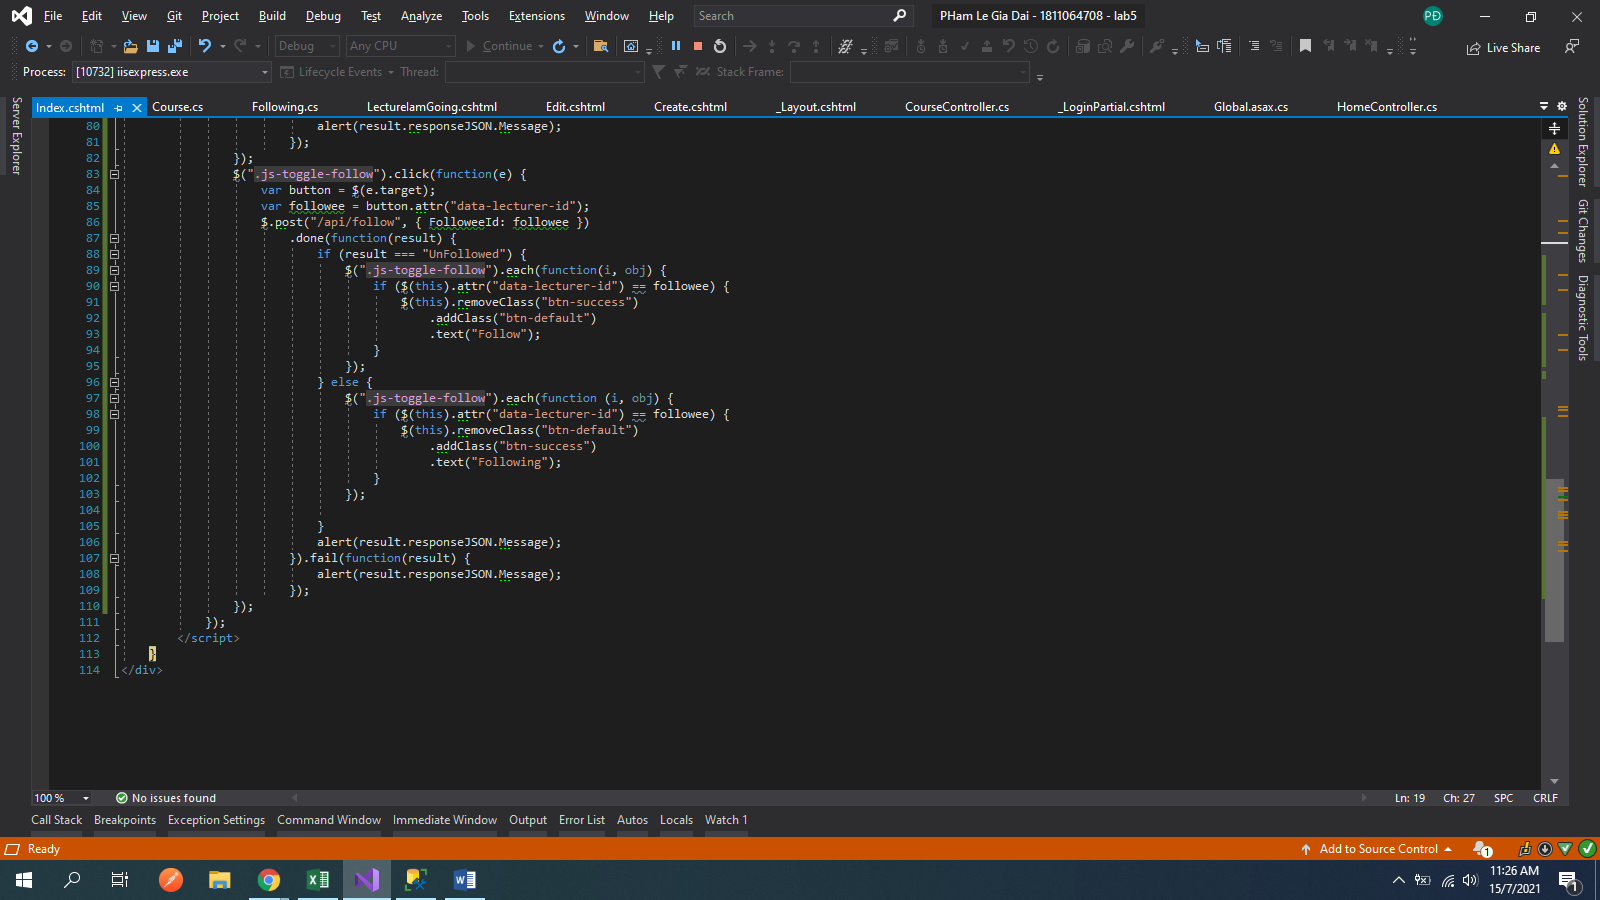 File Edit View Git Project Build Debug Test Analyze Tools Extensions Window Help Search PHam Le Gia Dai - 1811064708 - lab5 PĐ
Debug Any CPU Continue Live Share
Process: [10732] iisexpress.exe Lifecycle Events Thread: Stack Frame:
Index.cshtml Course.cs Following.cs LectureIamGoing.cshtml Edit.cshtml Create.cshtml _Layout.cshtml CourseController.cs _LoginPartial.cshtml Global.asax.cs HomeController.cs
Server Explorer
Solution Explorer
Git Changes
Diagnostic Tools
80 alert(result.responseJSON.Message);
81 });
82 });
83 $(".js-toggle-follow").click(function(e) {
84 var button = $(e.target);
85 var followee = button.attr("data-lecturer-id");
86 $.post("/api/follow", { FolloweeId: followee })
87 .done(function(result) {
88 if (result === "UnFollowed") {
89 $(".js-toggle-follow").each(function(i, obj) {
90 if ($(this).attr("data-lecturer-id") == followee) {
91 $(this).removeClass("btn-success")
92 .addClass("btn-default")
93 .text("Follow");
94 }
95 });
96 } else {
97 $(".js-toggle-follow").each(function (i, obj) {
98 if ($(this).attr("data-lecturer-id") == followee) {
99 $(this).removeClass("btn-default")
100 .addClass("btn-success")
101 .text("Following");
102 }
103 });
104
105 }
106 alert(result.responseJSON.Message);
107 }).fail(function(result) {
108 alert(result.responseJSON.Message);
109 });
110 });
111 });
112 </script>
113 }
114 </div>
100 % No issues found Ln: 19 Ch: 27 SPC CRLF
Call Stack Breakpoints Exception Settings Command Window Immediate Window Output Error List Autos Locals Watch 1
Ready Add to Source Control 1
11:26 AM
15/7/2021
1